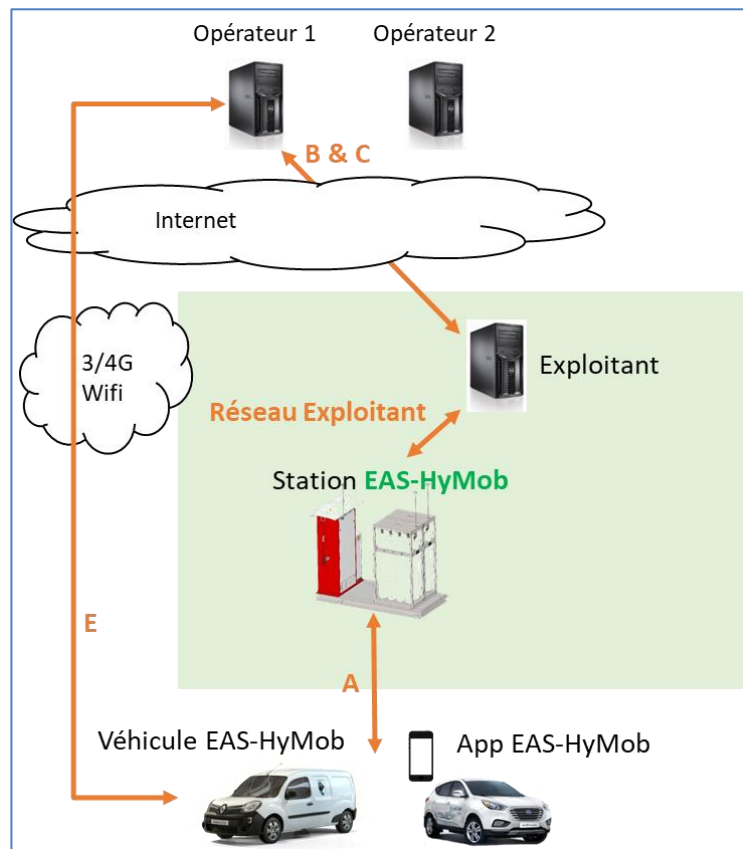 Opérateur 1
Opérateur 2
B & C
Internet
3/4G
Wifi
Exploitant
Réseau Exploitant
Station EAS-HyMob
E
A
Véhicule EAS-HyMob
App EAS-HyMob